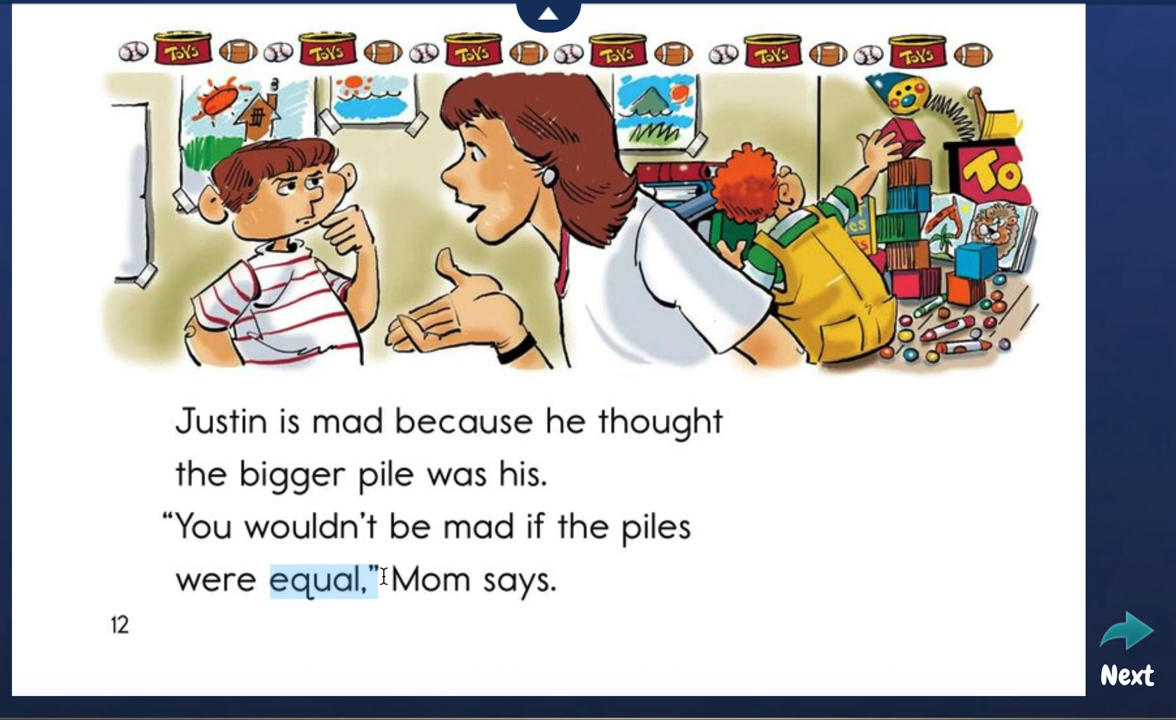 TOYS TOYS TOYS TOYS TOYS TOYS
To
es
s
Justin is mad because he thought
the bigger pile was his.
“You wouldn’t be mad if the piles
were equal,” Mom says.
12
Next